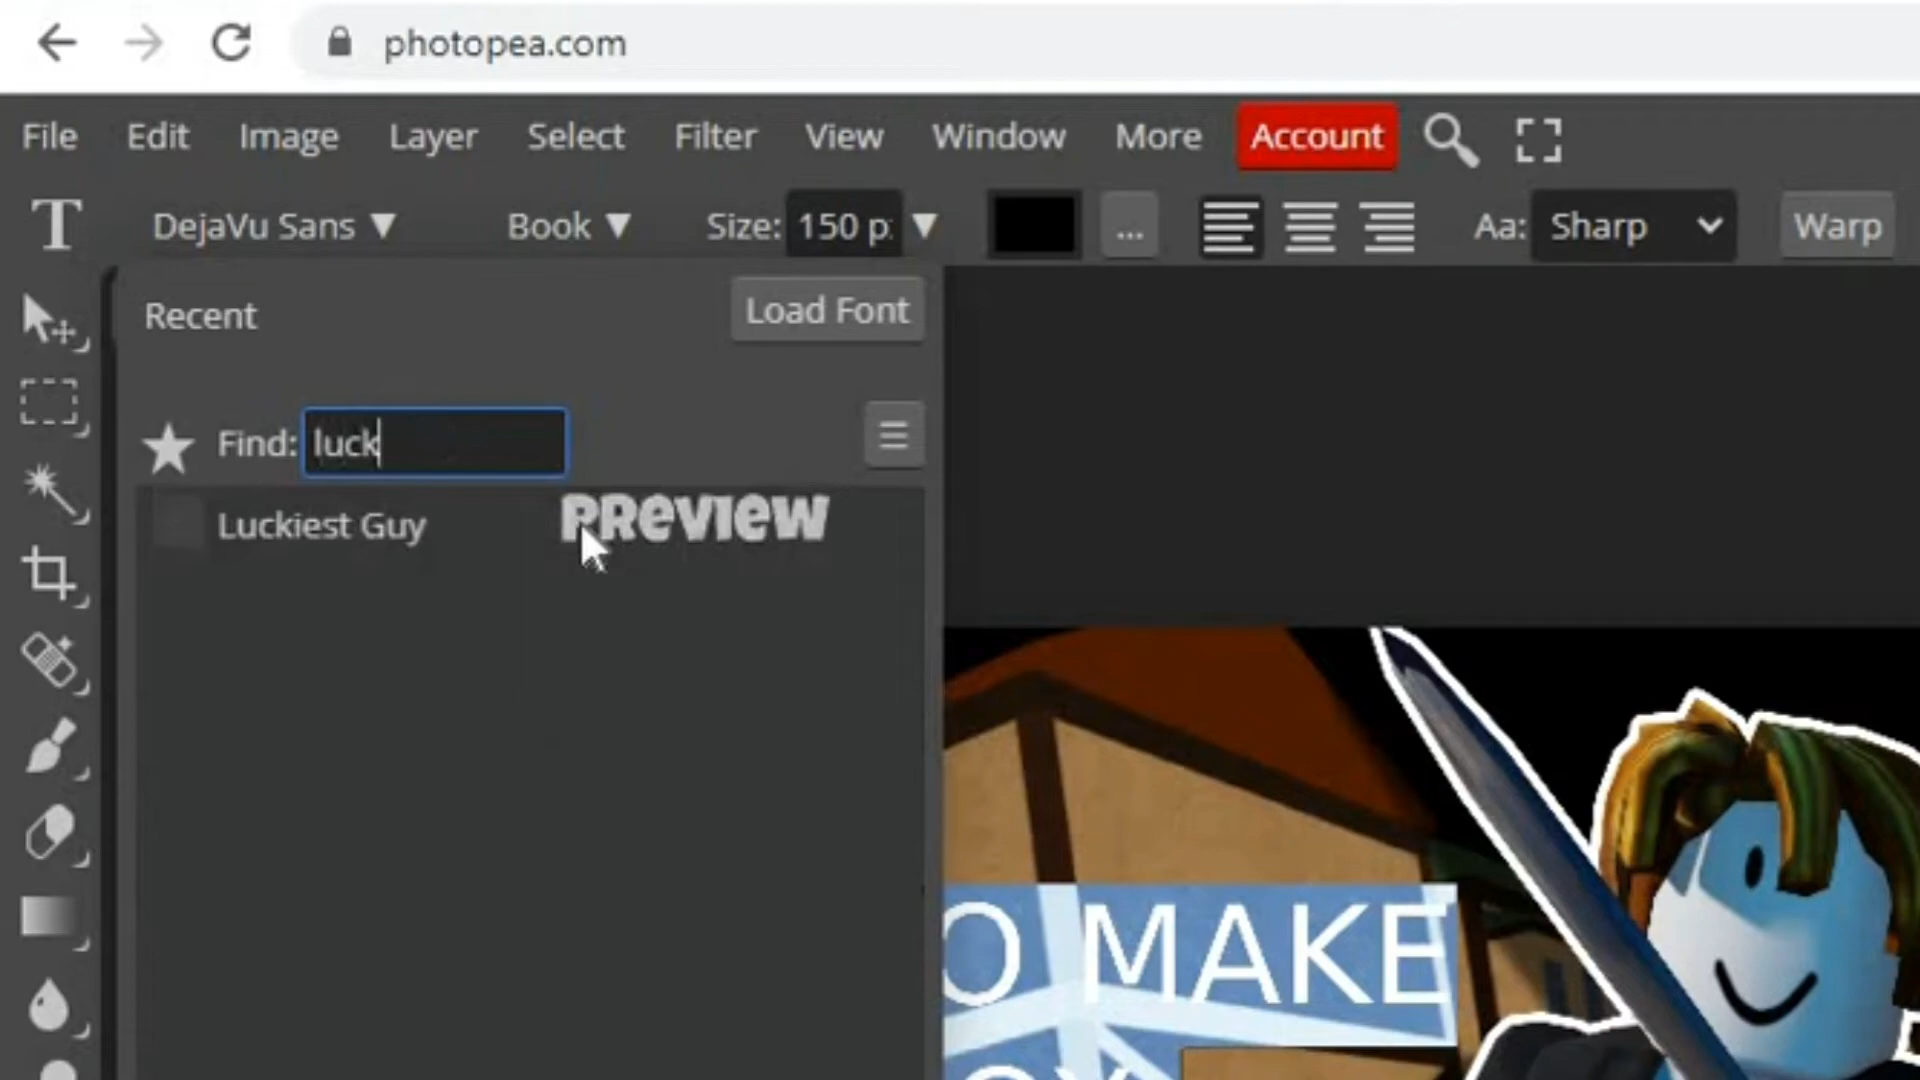 photopea.com
File Edit Image Layer Select Filter View Window More Account
T DejaVu Sans ▼ Book ▼ Size: 150 p ▼ ... Aa: Sharp Warp
Recent Load Font
Find: luck
Luckiest Guy PREVIEW
O MAKE